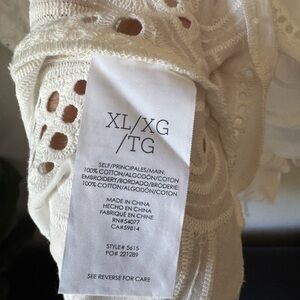 XL/XG
/TG
SELF/PRINCIPALES/MAIN:
100% COTTON/ALGODÓN/COTON
EMBROIDERY/BORDADO/BRODERIE:
100% COTTON/ALGODÓN/COTON
MADE IN CHINA
HECHO EN CHINA
FABRIQUÉ EN CHINE
RN#54077
CA#59814
STYLE# 5615
PO# 221289
SEE REVERSE FOR CARE